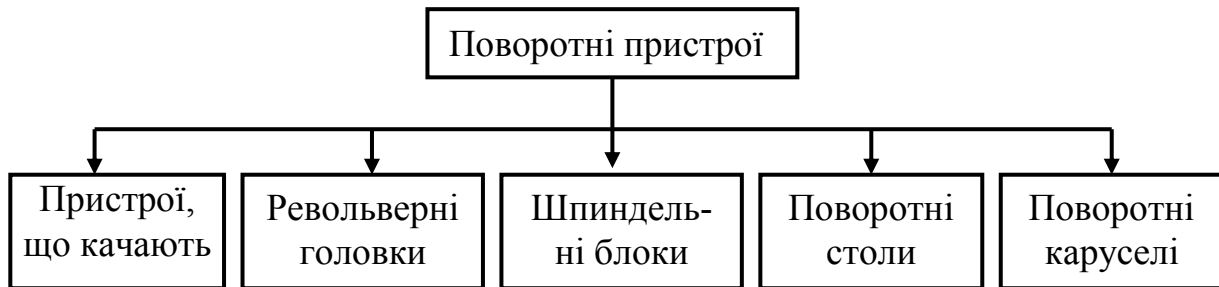 Поворотні пристрої
Пристрої,
що качають
Револьверні
головки
Шпиндель-
ні блоки
Поворотні
столи
Поворотні
каруселі